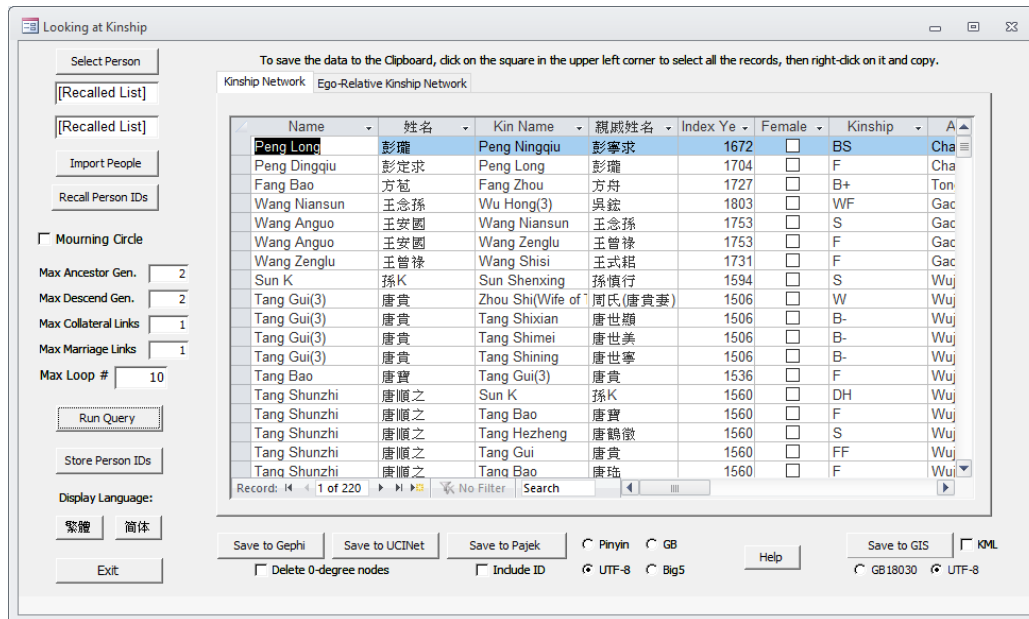 Looking at Kinship
Select Person
[Recalled List]
[Recalled List]
Import People
Recall Person IDs
Mourning Circle
Max Ancestor Gen. 2
Max Descend Gen. 2
Max Collateral Links 1
Max Marriage Links 1
Max Loop # 10
Run Query
Store Person IDs
Display Language:
繁體 简体
Exit
To save the data to the Clipboard, click on the square in the upper left corner to select all the records, then right-click on it and copy.
Kinship Network Ego-Relative Kinship Network
Name 姓名 Kin Name 親戚姓名 Index Ye Female Kinship A
Peng Long 彭瓏 Peng Ningqiu 彭寧求 1672 BS Cha
Peng Dingqiu 彭定求 Peng Long 彭瓏 1704 F Cha
Fang Bao 方苞 Fang Zhou 方舟 1727 B+ Ton
Wang Niansun 王念孫 Wu Hong(3) 吳鋐 1803 WF Gao
Wang Anguo 王安國 Wang Niansun 王念孫 1753 S Gao
Wang Anguo 王安國 Wang Zenglu 王曾祿 1753 F Gao
Wang Zenglu 王曾祿 Wang Shisi 王式耜 1731 F Gao
Sun K 孫K Sun Shenxing 孫慎行 1594 S Wuj
Tang Gui(3) 唐貴 Zhou Shi(Wife of 周氏(唐貴妻) 1506 W Wuj
Tang Gui(3) 唐貴 Tang Shixian 唐世顯 1506 B- Wuj
Tang Gui(3) 唐貴 Tang Shimei 唐世美 1506 B- Wuj
Tang Gui(3) 唐貴 Tang Shining 唐世寧 1506 B- Wuj
Tang Bao 唐寶 Tang Gui(3) 唐貴 1536 F Wuj
Tang Shunzhi 唐順之 Sun K 孫K 1560 DH Wuj
Tang Shunzhi 唐順之 Tang Bao 唐寶 1560 F Wuj
Tang Shunzhi 唐順之 Tang Hezheng 唐鶴徵 1560 S Wuj
Tang Shunzhi 唐順之 Tang Gui 唐貴 1560 FF Wuj
Tang Shunzhi 唐順之 Tang Bao 1560 F Wuj
Record: 1 of 220 No Filter Search
Save to Gephi Save to UCINet Save to Pajek Pinyin GB Help Save to GIS KML
Delete 0-degree nodes Include ID UTF-8 Big5 GB18030 UTF-8